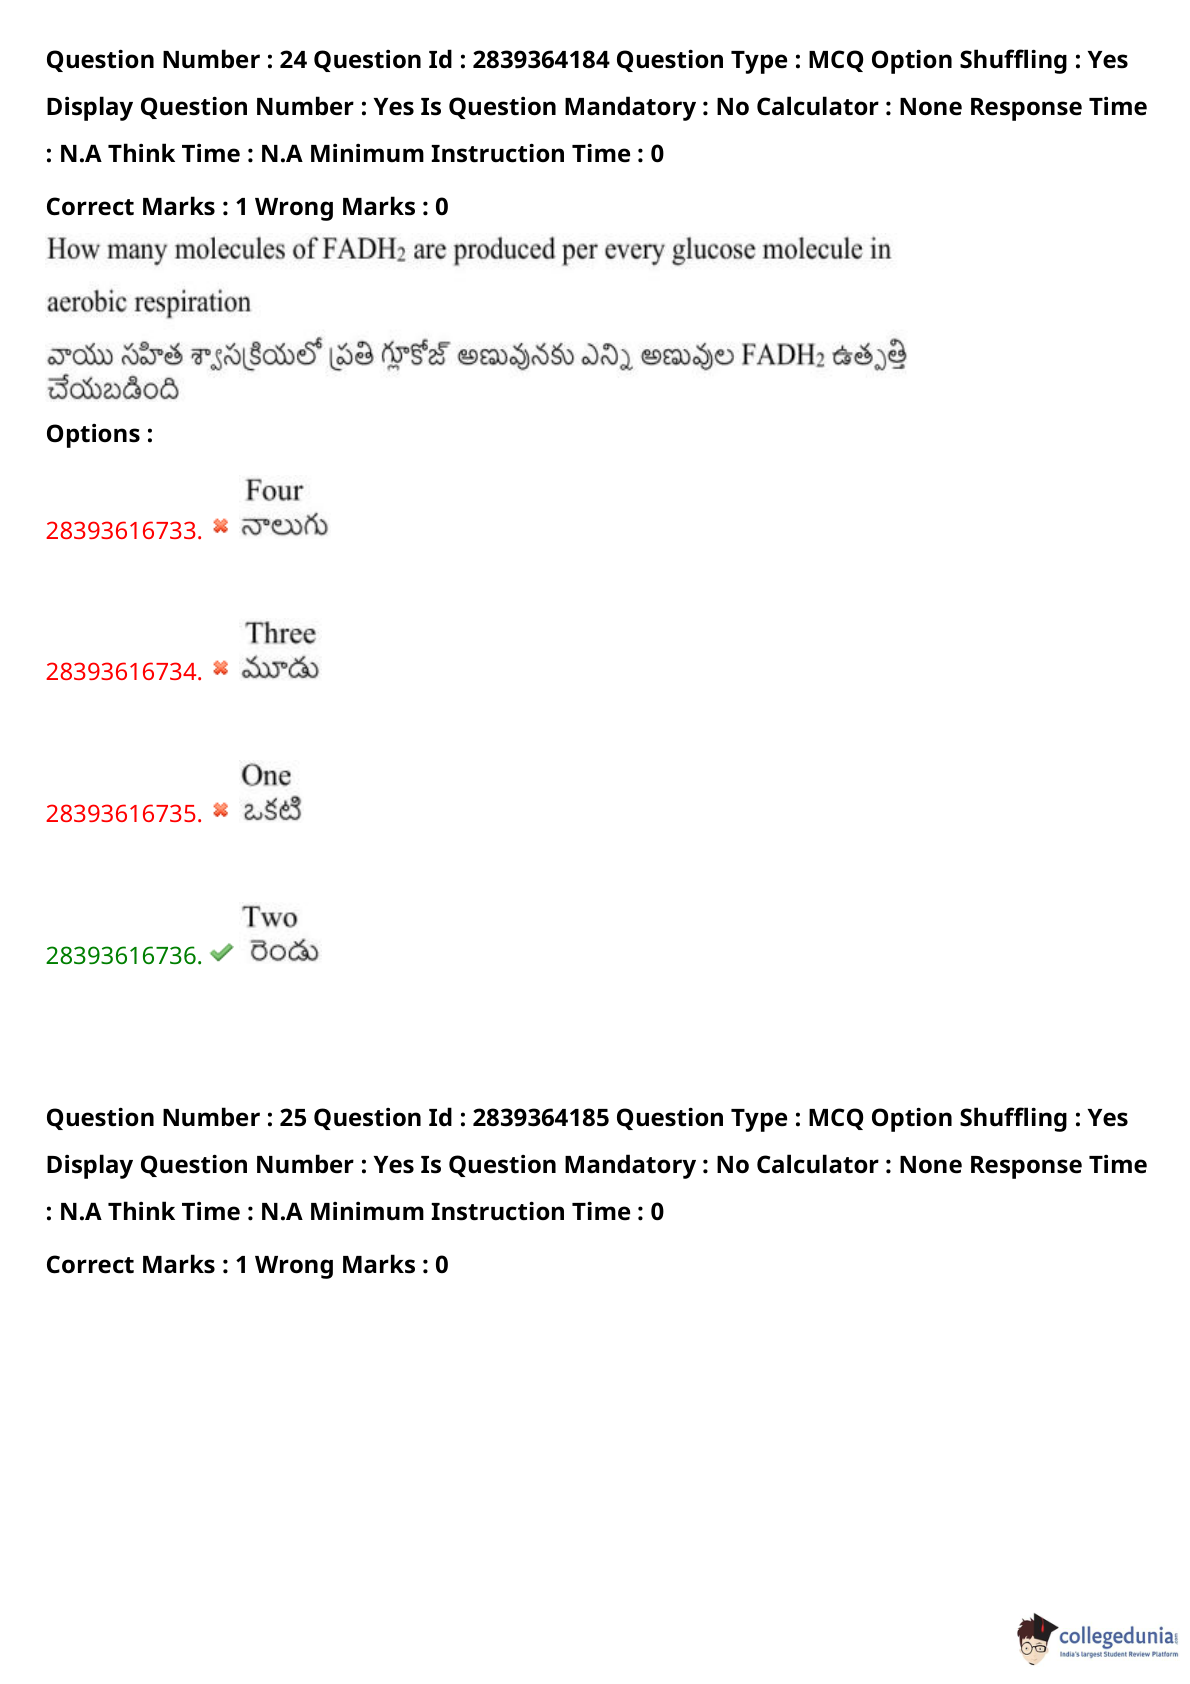 Question Number : 24 Question Id : 2839364184 Question Type : MCQ Option Shuffling : Yes
Display Question Number : Yes Is Question Mandatory : No Calculator : None Response Time
: N.A Think Time : N.A Minimum Instruction Time : 0
Correct Marks : 1 Wrong Marks : 0
How many molecules of FADH₂ are produced per every glucose molecule in
aerobic respiration
వాయు సహిత శ్వాసక్రియలో ప్రతి గ్లూకోజ్ అణువునకు ఎన్ని అణువుల FADH₂ ఉత్పత్తి
చేయబడింది
Options :
Four
28393616733. నాలుగు
Three
28393616734. మూడు
One
28393616735. ఒకటి
Two
28393616736. రెండు
Question Number : 25 Question Id : 2839364185 Question Type : MCQ Option Shuffling : Yes
Display Question Number : Yes Is Question Mandatory : No Calculator : None Response Time
: N.A Think Time : N.A Minimum Instruction Time : 0
Correct Marks : 1 Wrong Marks : 0
collegedunia
India's largest Student Review Platform